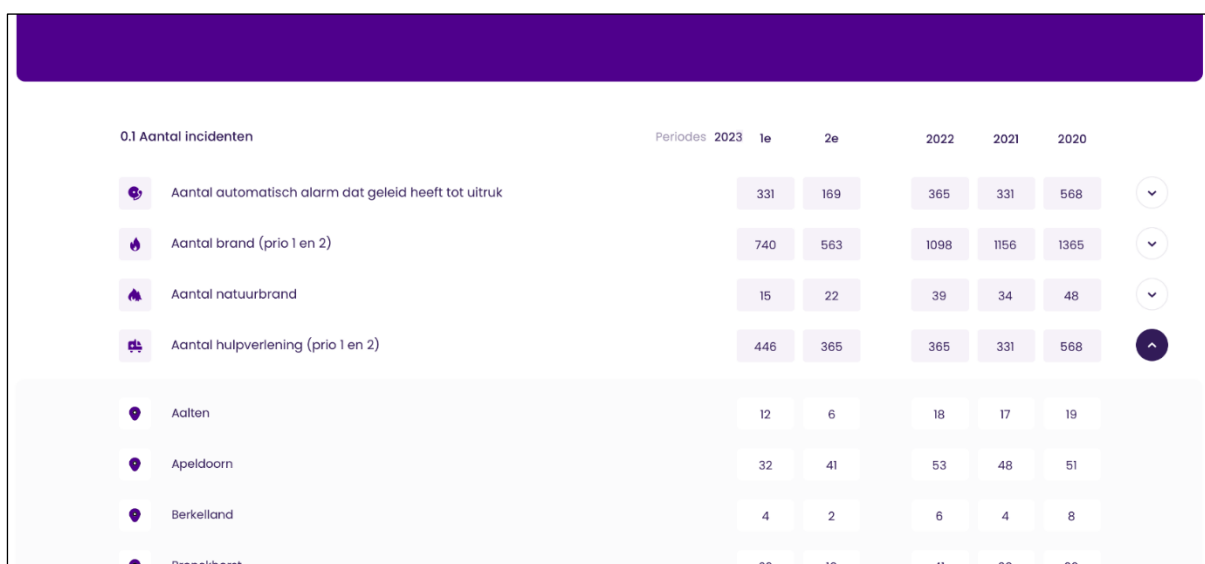 0.1 Aantal incidenten Periodes 2023 1e 2e 2022 2021 2020
Aantal automatisch alarm dat geleid heeft tot uitruk 331 169 365 331 568
Aantal brand (prio 1 en 2) 740 563 1098 1156 1365
Aantal natuurbrand 15 22 39 34 48
Aantal hulpverlening (prio 1 en 2) 446 365 365 331 568
Aalten 12 6 18 17 19
Apeldoorn 32 41 53 48 51
Berkelland 4 2 6 4 8